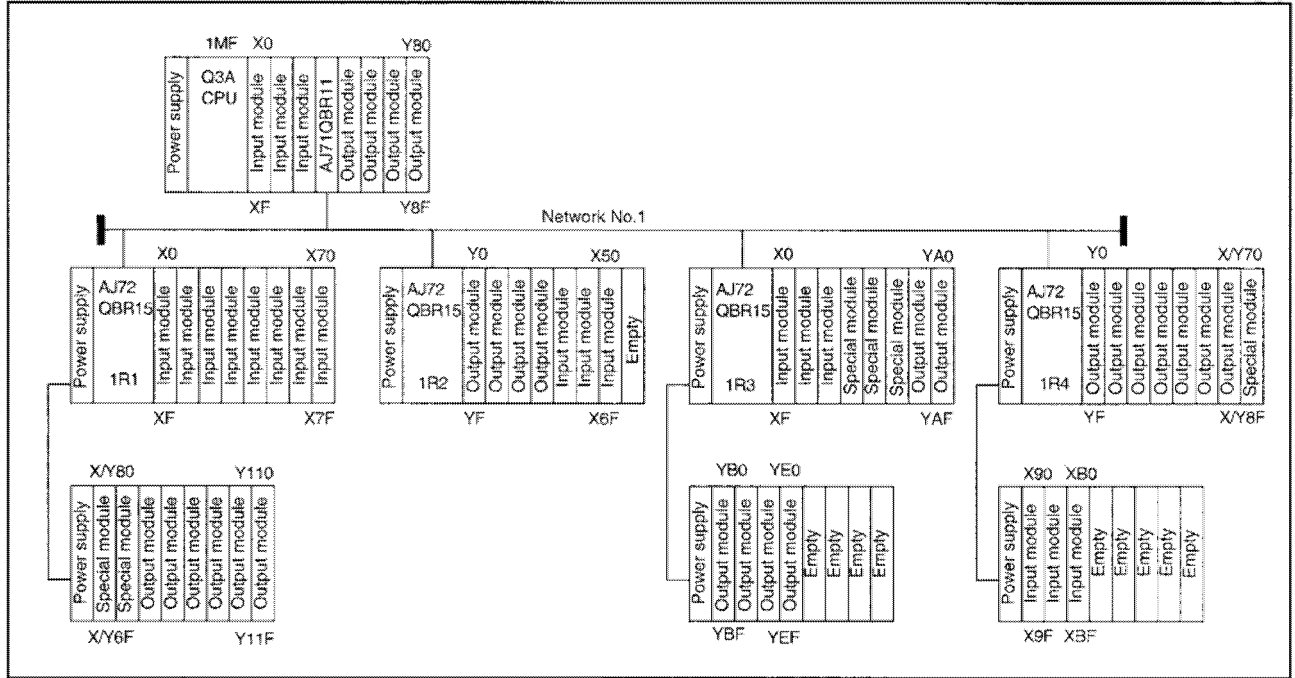 1MF X0 Y80
Power supply
Q3A
CPU
Input module
Input module
Input module
AJ71QBR11
Output module
Output module
Output module
Output module
XF Y8F
Network No.1
X0 X70
Power supply
AJ72
QBR15
1R1
Input module
Input module
Input module
Input module
Input module
Input module
Input module
Input module
XF X7F
Y0 X50
Power supply
AJ72
QBR15
1R2
Output module
Output module
Output module
Output module
Input module
Input module
Input module
Empty
YF X6F
X0 YA0
Power supply
AJ72
QBR15
1R3
Input module
Input module
Input module
Special module
Special module
Special module
Output module
Output module
XF YAF
Y0 X/Y70
Power supply
AJ72
QBR15
1R4
Output module
Output module
Output module
Output module
Output module
Output module
Output module
Special module
YF X/Y8F
X/Y80 Y110
Power supply
Special module
Special module
Output module
Output module
Output module
Output module
Output module
Output module
X/Y6F Y11F
YB0 YE0
Power supply
Output module
Output module
Output module
Output module
Empty
Empty
Empty
Empty
YBF YEF
X90 XB0
Power supply
Input module
Input module
Input module
Empty
Empty
Empty
Empty
Empty
X9F XBF